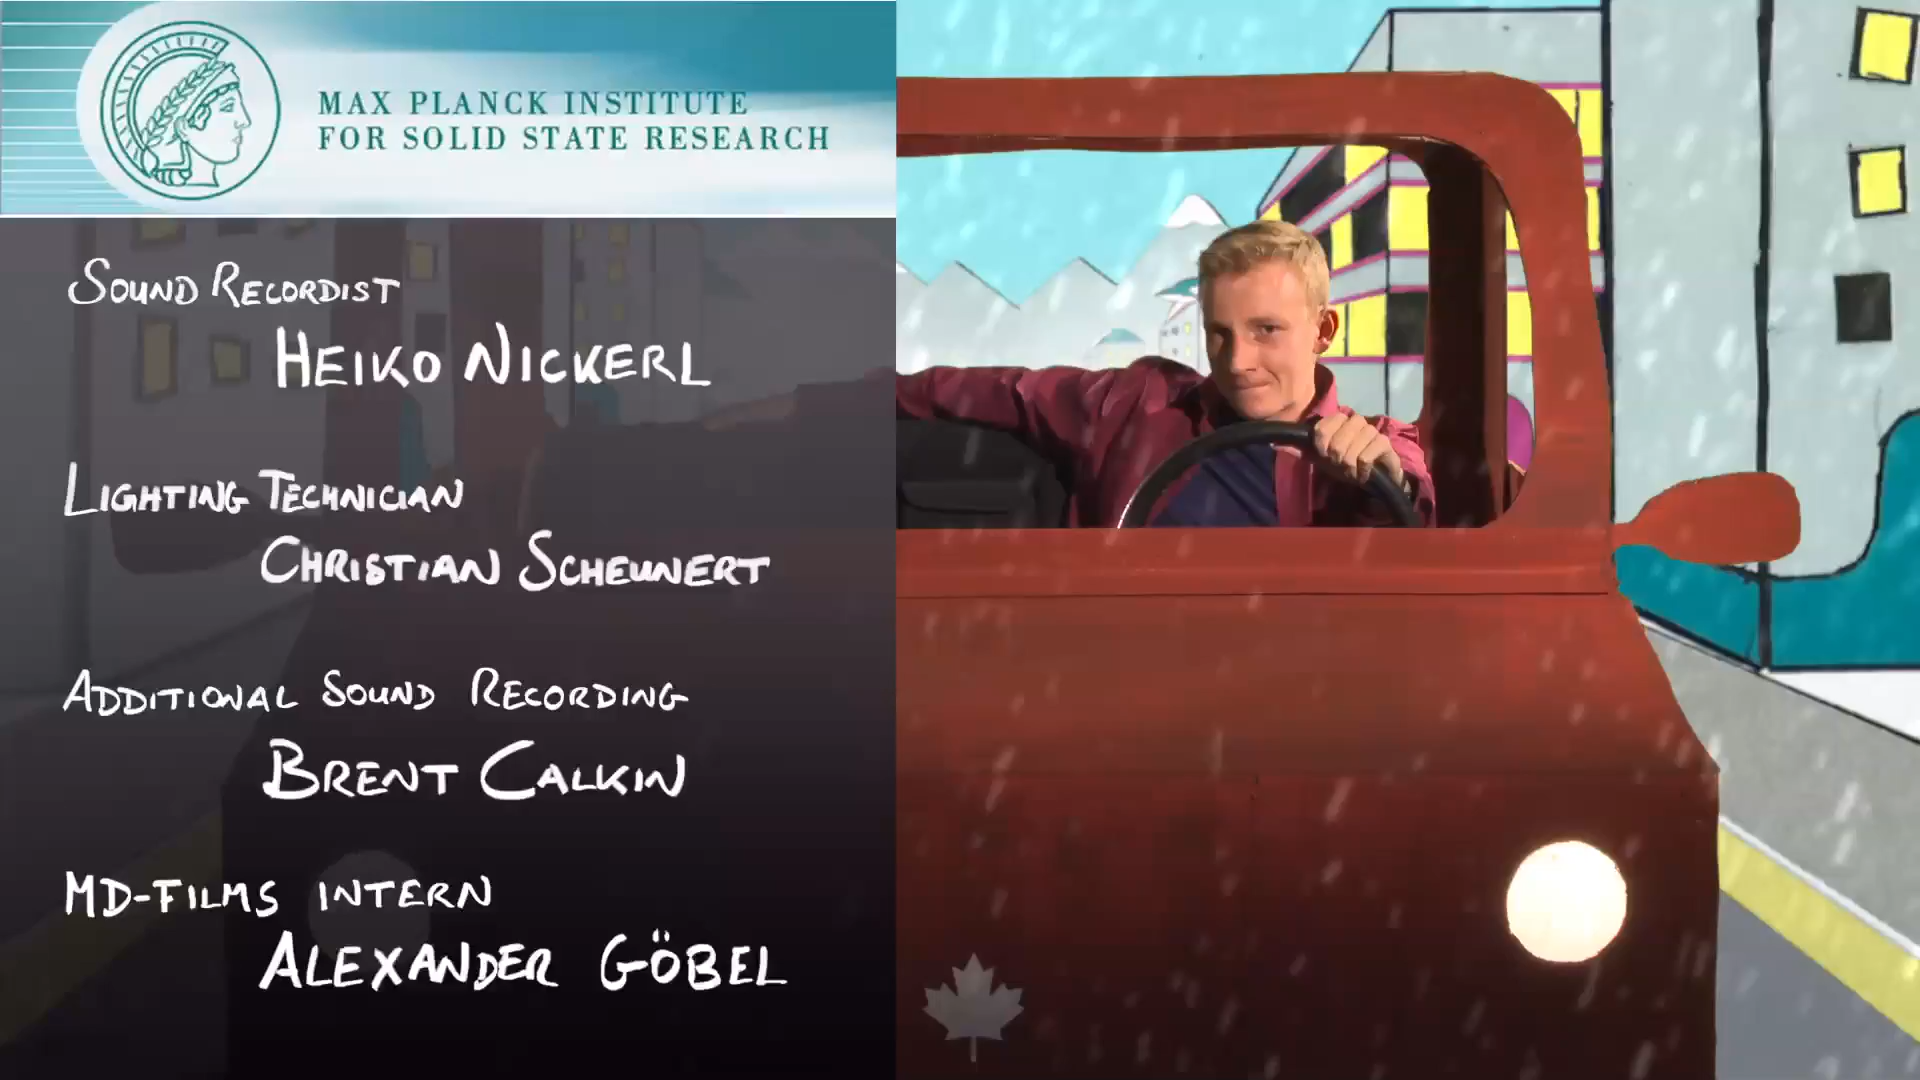 MAX PLANCK INSTITUTE
FOR SOLID STATE RESEARCH
SOUND RECORDIST
HEIKO NICKERL
LIGHTING TECHNICIAN
CHRISTIAN SCHEUNERT
ADDITIONAL SOUND RECORDING
BRENT CALKIN
MD-FILMS INTERN
ALEXANDER GÖBEL